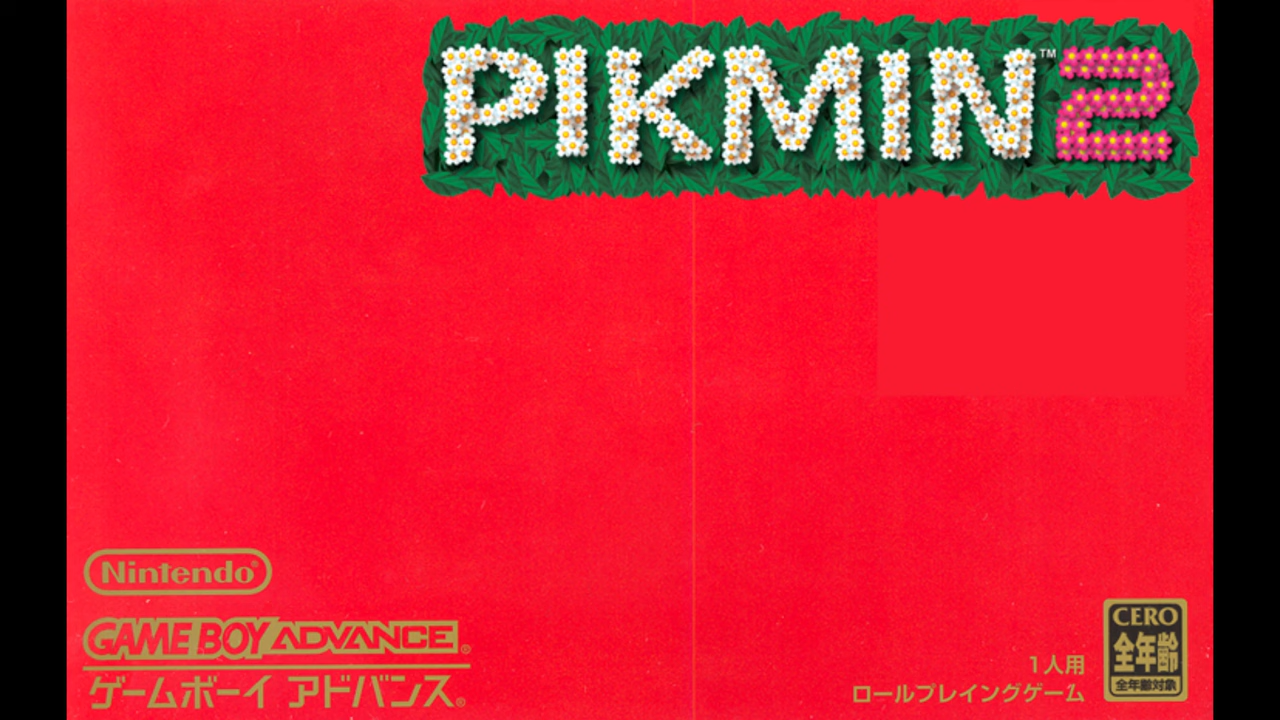 PIKMIN 2™
Nintendo®
GAME BOY ADVANCE®
ゲームボーイ アドバンス®
1人用
ロールプレイングゲーム
CERO
全年齢
全年齢対象